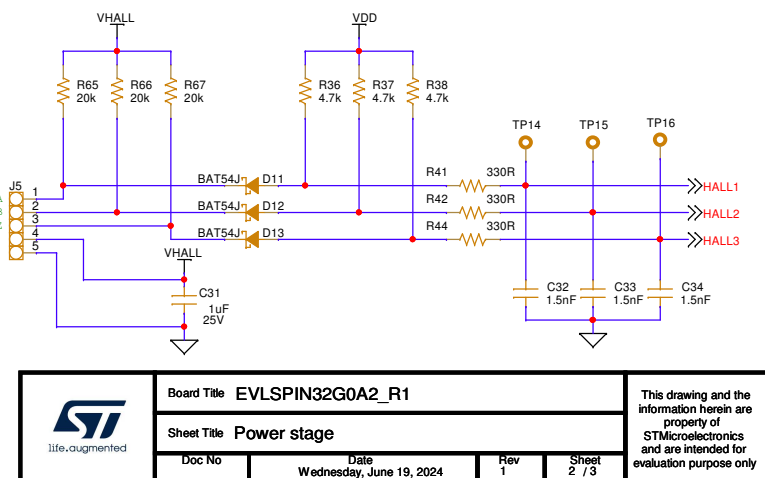 VHALL
VDD
R65
20k
R66
20k
R67
20k
R36
4.7k
R37
4.7k
R38
4.7k
TP14
TP15
TP16
J5
1
2
3
4
5
BAT54J
D11
BAT54J
D12
BAT54J
D13
R41
330R
R42
330R
R44
330R
HALL1
HALL2
HALL3
VHALL
C31
1uF
25V
C32
1.5nF
C33
1.5nF
C34
1.5nF
ST
life.augmented
Board Title EVLSPIN32G0A2_R1
Sheet Title Power stage
Doc No
Date
Wednesday, June 19, 2024
Rev
1
Sheet
2 / 3
This drawing and the
information herein are
property of
STMicroelectronics
and are intended for
evaluation purpose only